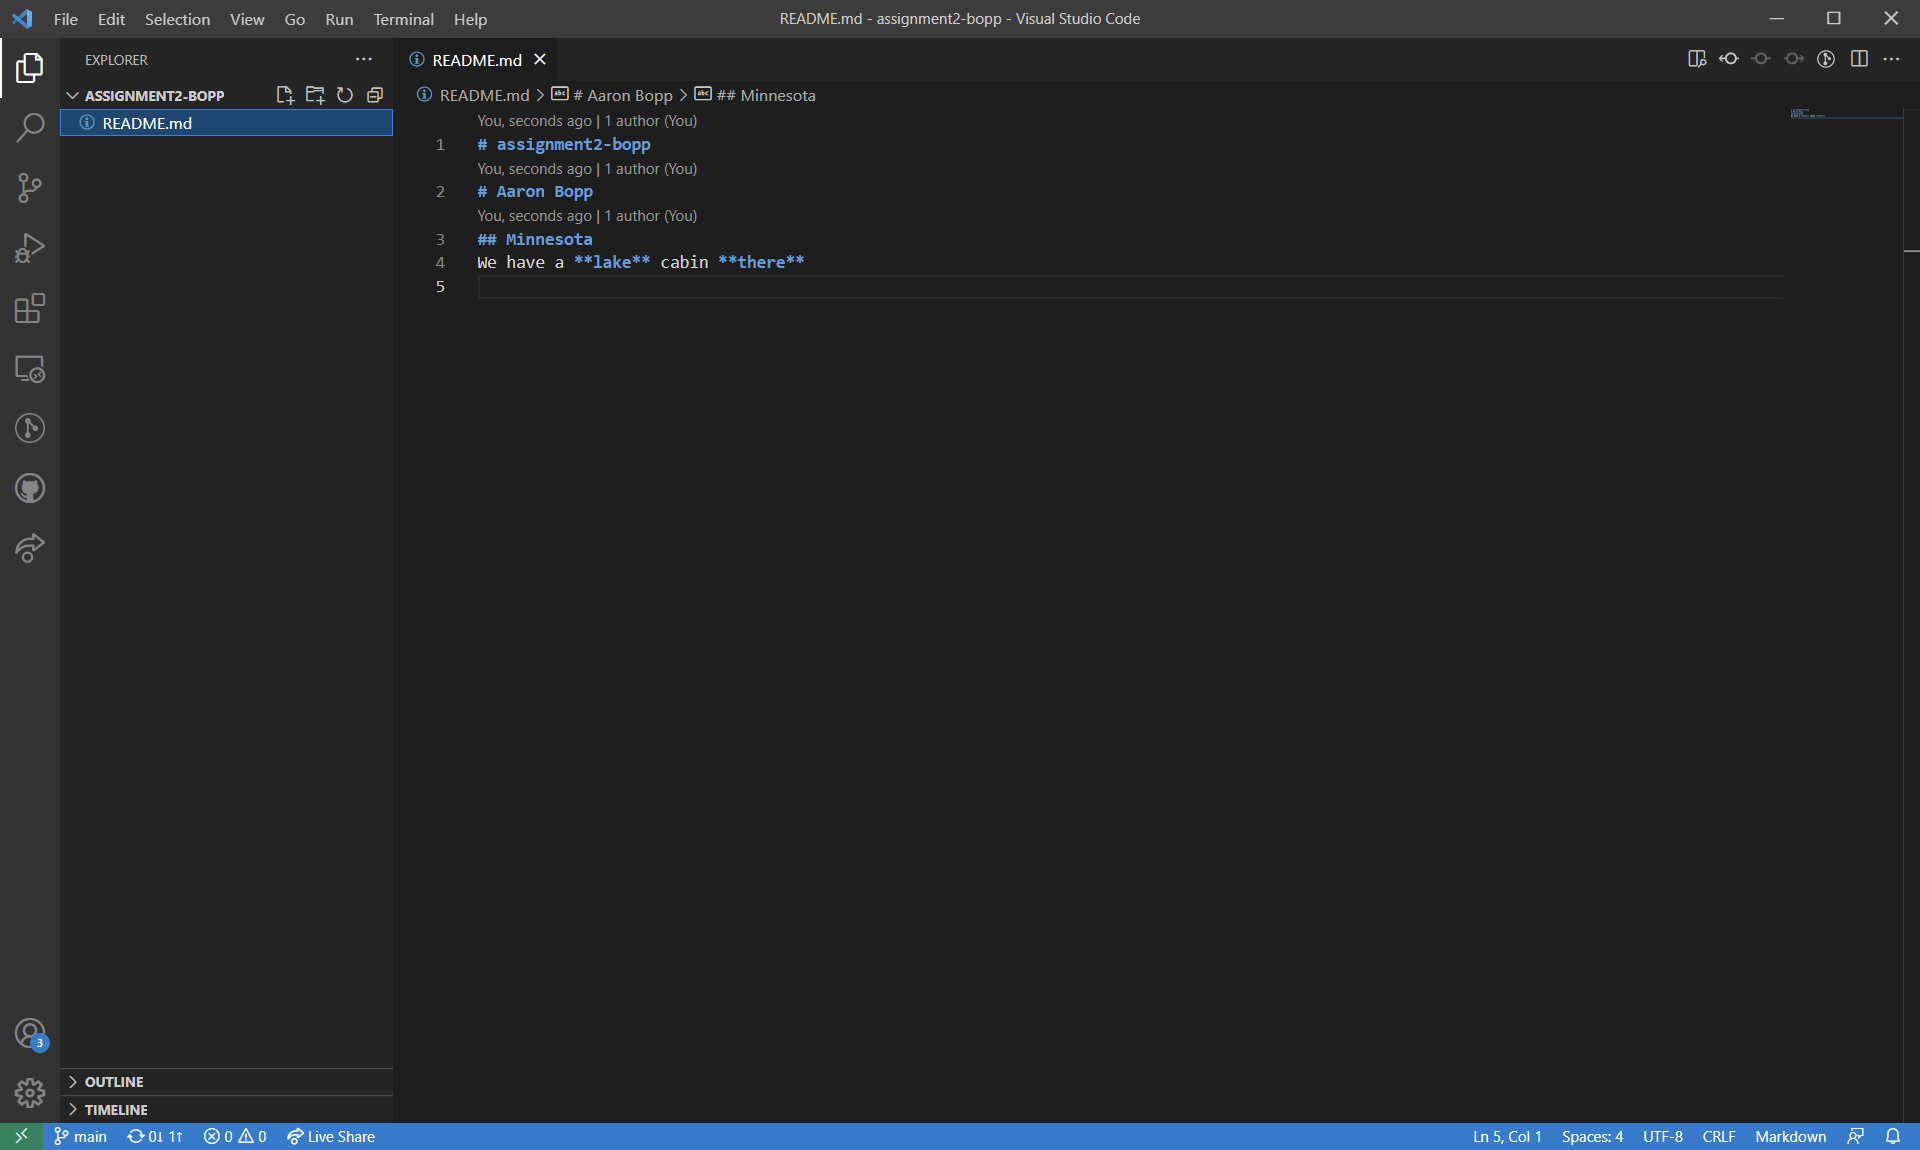 File Edit Selection View Go Run Terminal Help
README.md - assignment2-bopp - Visual Studio Code
EXPLORER
README.md
ASSIGNMENT2-BOPP
README.md > # Aaron Bopp > ## Minnesota
README.md
You, seconds ago | 1 author (You)
1 # assignment2-bopp
You, seconds ago | 1 author (You)
2 # Aaron Bopp
You, seconds ago | 1 author (You)
3 ## Minnesota
4 We have a **lake** cabin **there**
5
3
OUTLINE
TIMELINE
main 0↓ 1↑ 0 0 Live Share
Ln 5, Col 1 Spaces: 4 UTF-8 CRLF Markdown